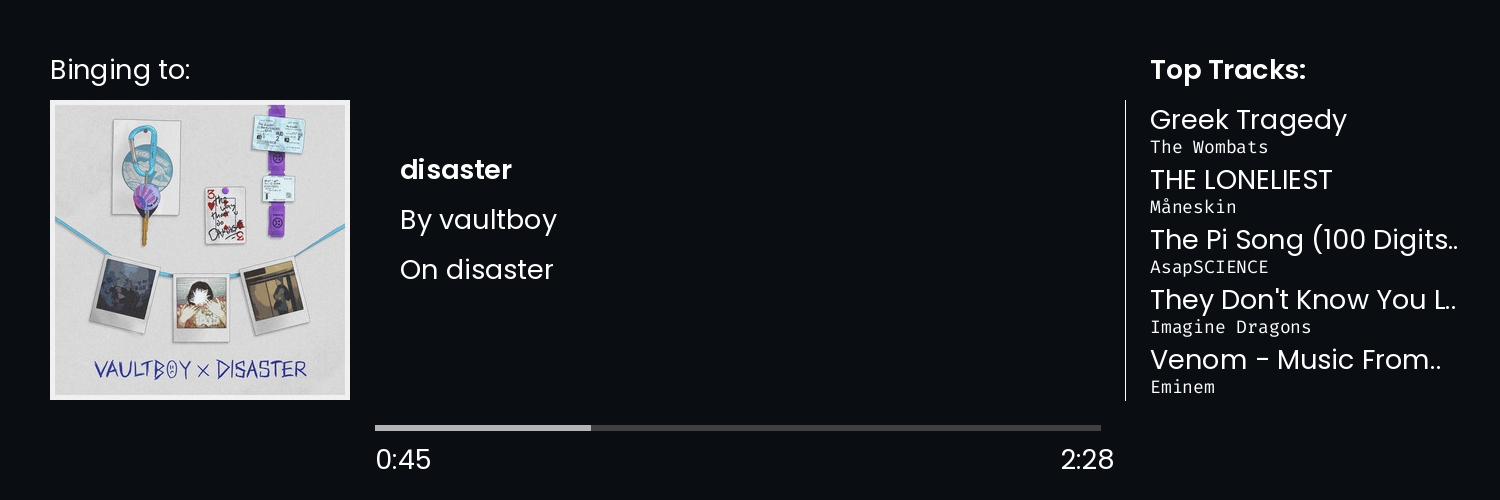 Binging to:
VAULTBOY × DISASTER
disaster
By vaultboy
On disaster
0:45
2:28
Top Tracks:
Greek Tragedy
The Wombats
THE LONELIEST
Måneskin
The Pi Song (100 Digits..
AsapSCIENCE
They Don't Know You L..
Imagine Dragons
Venom - Music From..
Eminem